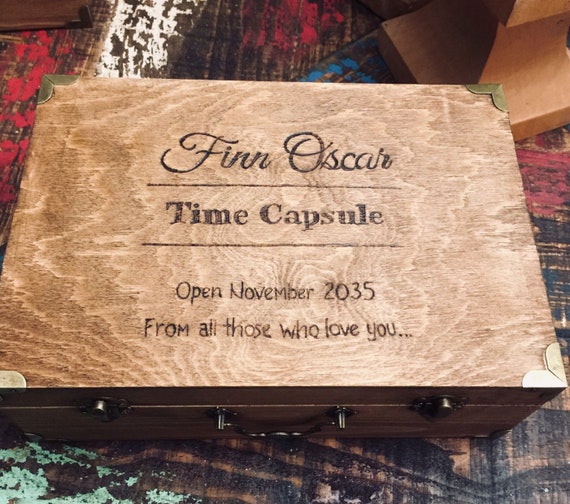 Finn Oscar
Time Capsule
Open November 2035
From all those who love you...